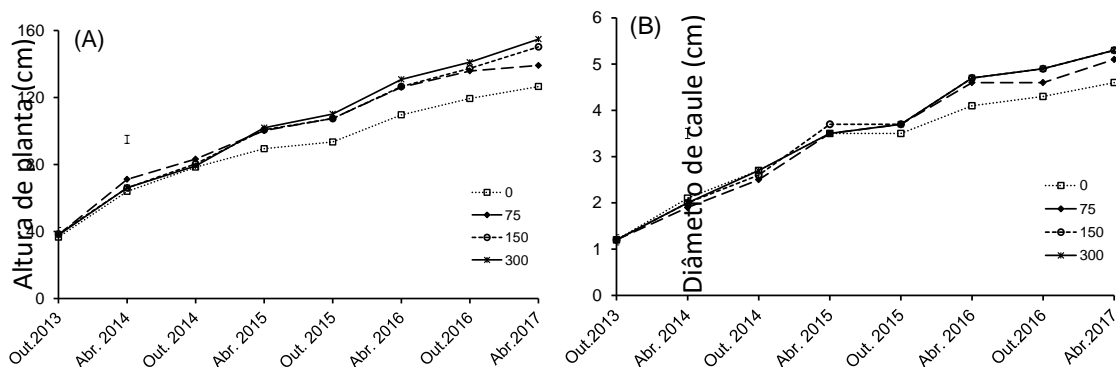 (A)
Altura de planta (cm)
160
120
80
40
0
0
75
150
300
Out.2013
Abr. 2014
Out. 2014
Abr. 2015
Out. 2015
Abr. 2016
Out.2016
Abr.2017
(B)
Diâmetro de caule (cm)
6
5
4
3
2
1
0
0
75
150
300
Out.2013
Abr. 2014
Out. 2014
Abr. 2015
Out. 2015
Abr. 2016
Out.2016
Abr.2017